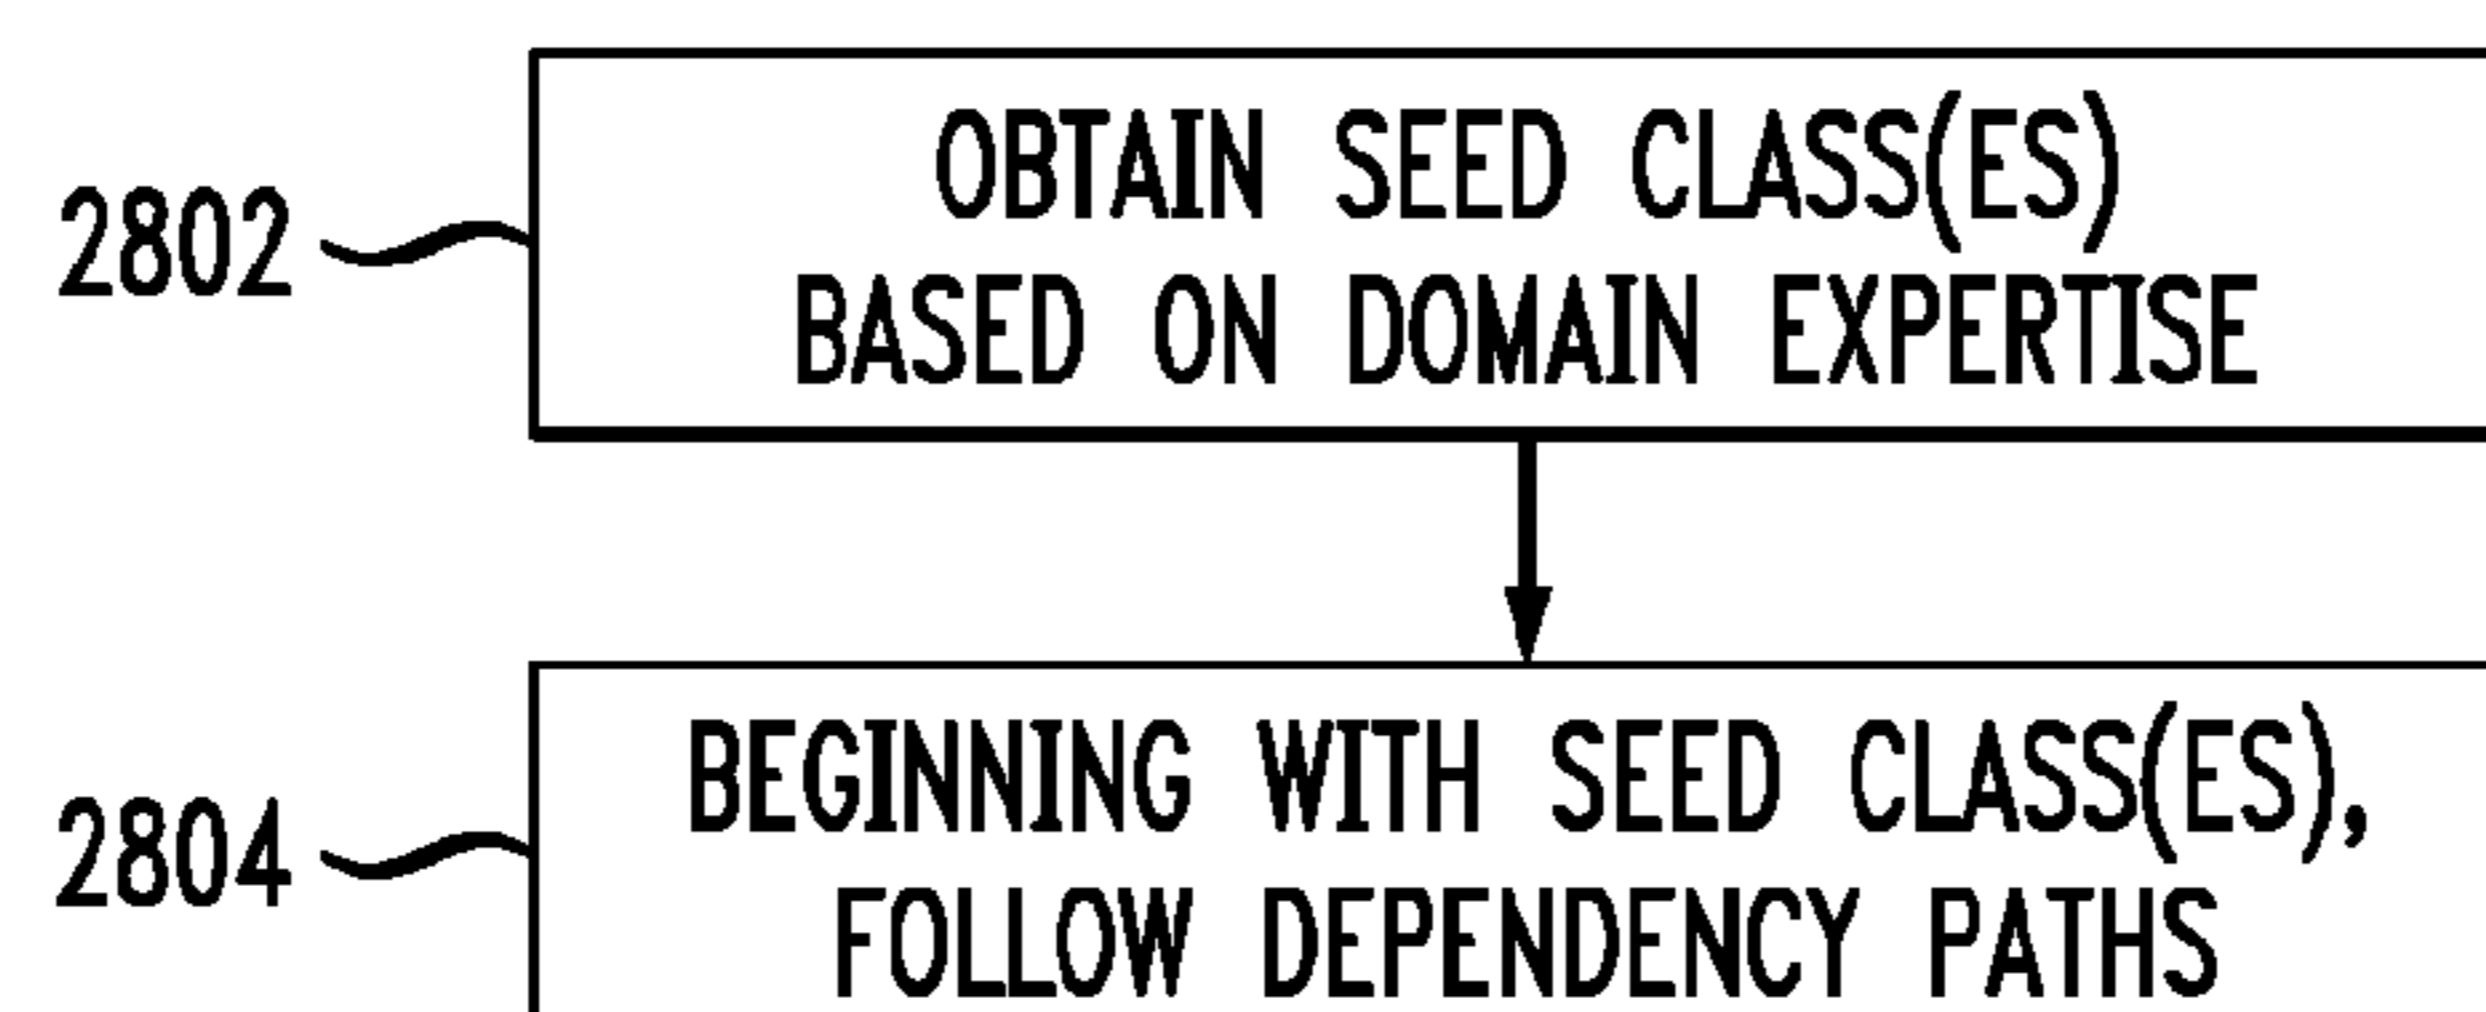 OBTAIN SEED CLASS(ES)
2802
BASED ON DOMAIN EXPERTISE
BEGINNING WITH SEED CLASS(ES),
2804
FOLLOW DEPENDENCY PATHS